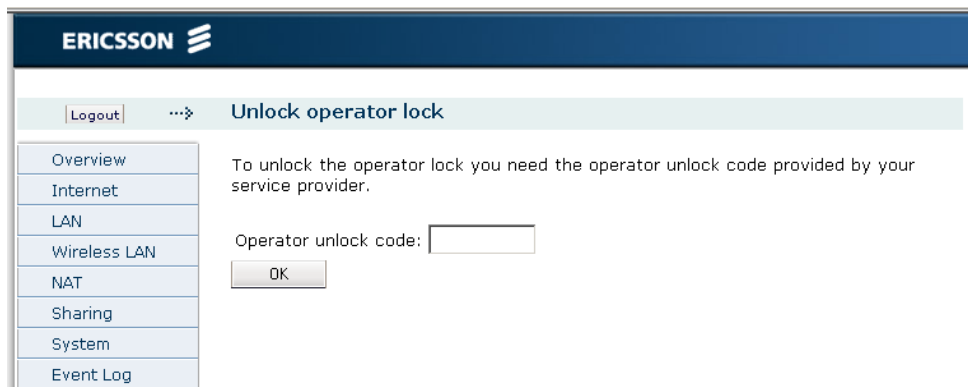 ERICSSON
Logout
Unlock operator lock
Overview
Internet
LAN
Wireless LAN
NAT
Sharing
System
Event Log
To unlock the operator lock you need the operator unlock code provided by your
service provider.
Operator unlock code:
OK